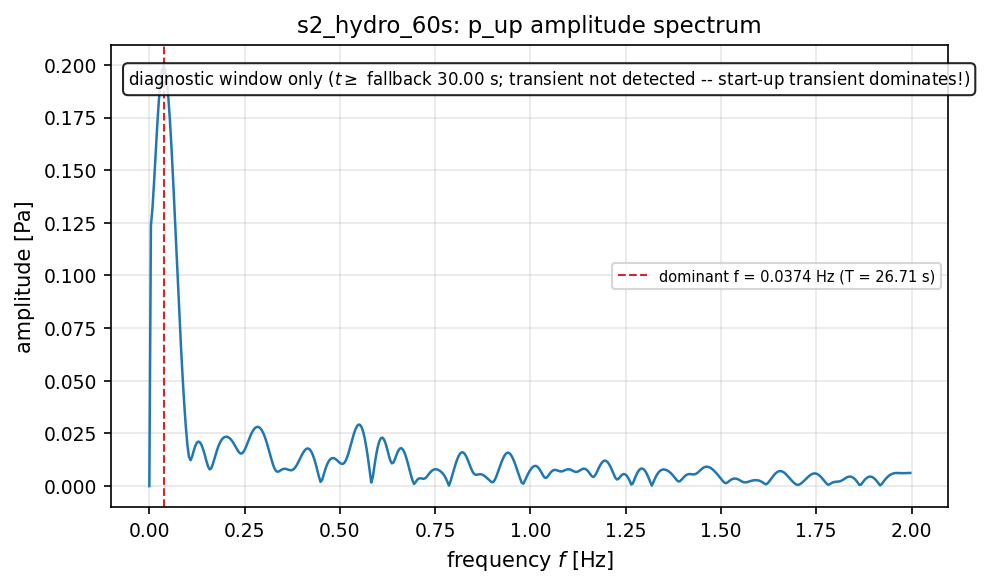 s2_hydro_60s: p_up amplitude spectrum
diagnostic window only (t ≥ fallback 30.00 s; transient not detected -- start-up transient dominates!)
dominant f = 0.0374 Hz (T = 26.71 s)
amplitude [Pa]
0.200
0.175
0.150
0.125
0.100
0.075
0.050
0.025
0.000
0.00 0.25 0.50 0.75 1.00 1.25 1.50 1.75 2.00
frequency f [Hz]